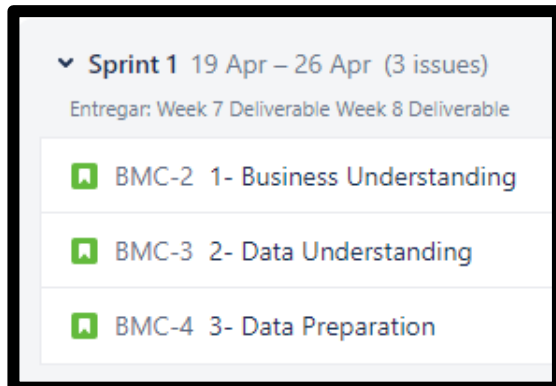 Sprint 1 19 Apr – 26 Apr (3 issues)
Entregar: Week 7 Deliverable Week 8 Deliverable
BMC-2 1- Business Understanding
BMC-3 2- Data Understanding
BMC-4 3- Data Preparation